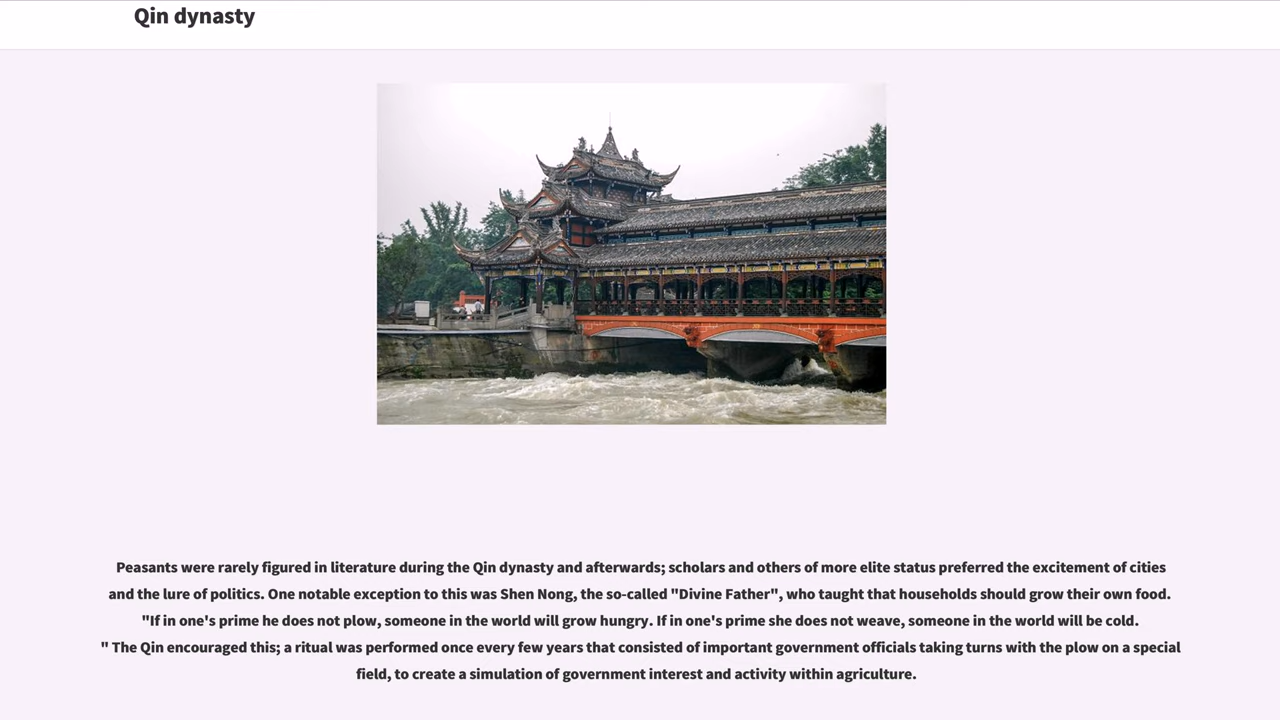 Qin dynasty
Peasants were rarely figured in literature during the Qin dynasty and afterwards; scholars and others of more elite status preferred the excitement of cities
and the lure of politics. One notable exception to this was Shen Nong, the so-called "Divine Father", who taught that households should grow their own food.
"If in one's prime he does not plow, someone in the world will grow hungry. If in one's prime she does not weave, someone in the world will be cold.
" The Qin encouraged this; a ritual was performed once every few years that consisted of important government officials taking turns with the plow on a special
field, to create a simulation of government interest and activity within agriculture.